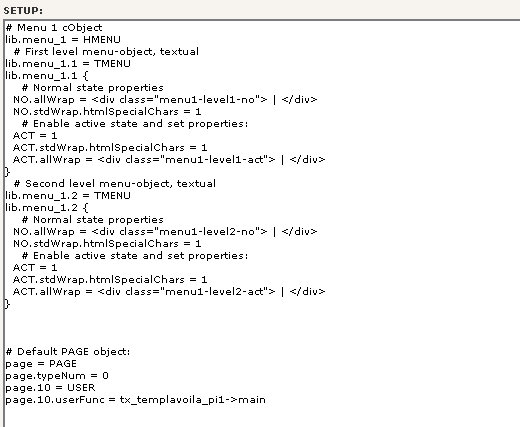 SETUP:
# Menu 1 cObject
lib.menu_1 = HMENU
# First level menu-object, textual
lib.menu_1.1 = TMENU
lib.menu_1.1 {
# Normal state properties
NO.allWrap = <div class="menu1-level1-no"> | </div>
NO.stdWrap.htmlSpecialChars = 1
# Enable active state and set properties:
ACT = 1
ACT.stdWrap.htmlSpecialChars = 1
ACT.allWrap = <div class="menu1-level1-act"> | </div>
}
# Second level menu-object, textual
lib.menu_1.2 = TMENU
lib.menu_1.2 {
# Normal state properties
NO.allWrap = <div class="menu1-level2-no"> | </div>
NO.stdWrap.htmlSpecialChars = 1
# Enable active state and set properties:
ACT = 1
ACT.stdWrap.htmlSpecialChars = 1
ACT.allWrap = <div class="menu1-level2-act"> | </div>
}
# Default PAGE object:
page = PAGE
page.typeNum = 0
page.10 = USER
page.10.userFunc = tx_templavoila_pi1->main